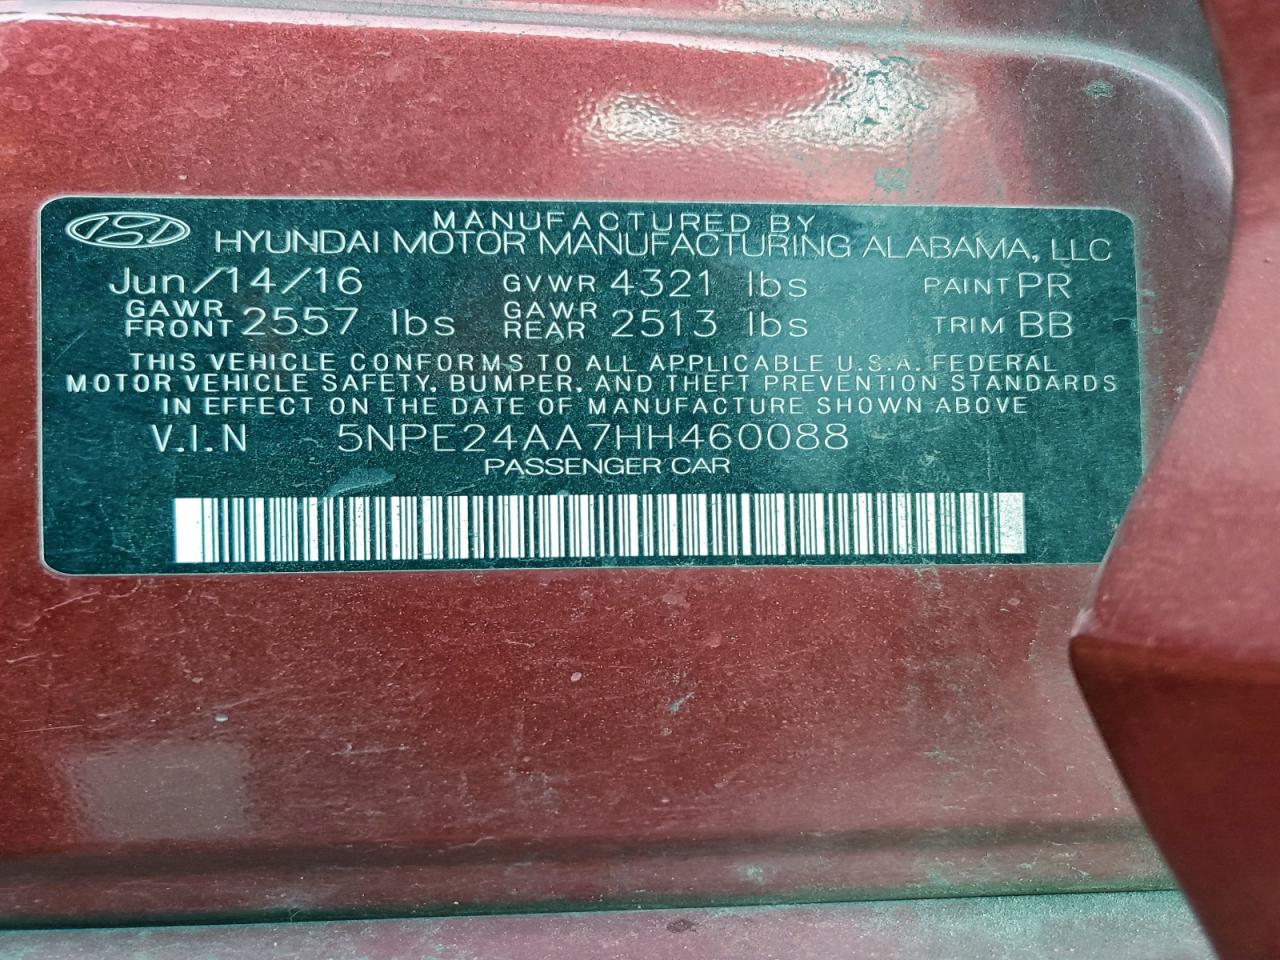 MANUFACTURED BY
HYUNDAI MOTOR MANUFACTURING ALABAMA, LLC
Jun/14/16 GVWR 4321 lbs PAINT PR
GAWR FRONT 2557 lbs GAWR REAR 2513 lbs TRIM BB
THIS VEHICLE CONFORMS TO ALL APPLICABLE U.S.A. FEDERAL
MOTOR VEHICLE SAFETY, BUMPER, AND THEFT PREVENTION STANDARDS
IN EFFECT ON THE DATE OF MANUFACTURE SHOWN ABOVE
V.I.N 5NPE24AA7HH460088
PASSENGER CAR